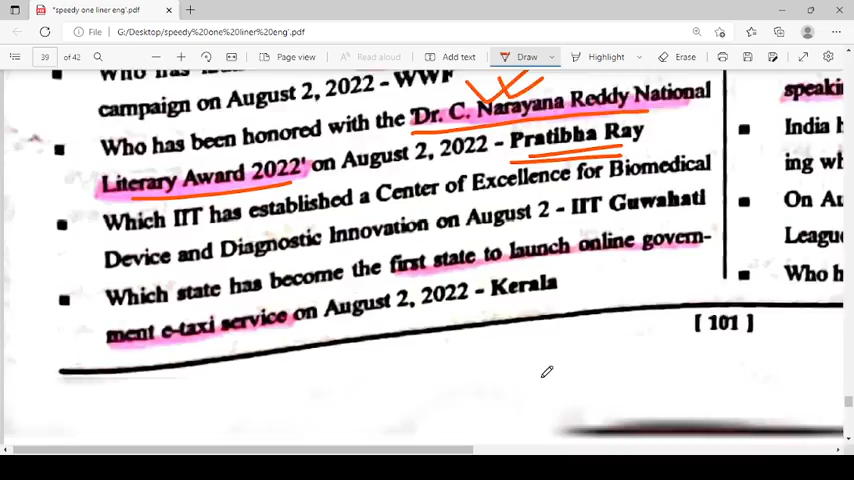 *speedy one liner eng'.pdf
File
G:/Desktop/speedy%20one%20liner%20eng'.pdf
39 of 42
Page view
Read aloud
Add text
Draw
Highlight
Erase
Who has
campaign on August 2, 2022 - WWF
Who has been honored with the 'Dr. C. Narayana Reddy National
Literary Award 2022' on August 2, 2022 - Pratibha Ray
Which IIT has established a Center of Excellence for Biomedical
Device and Diagnostic Innovation on August 2 - IIT Guwahati
Which state has become the first state to launch online govern-
ment e-taxi service on August 2, 2022 - Kerala
[ 101 ]
India
ing
On
League
Who